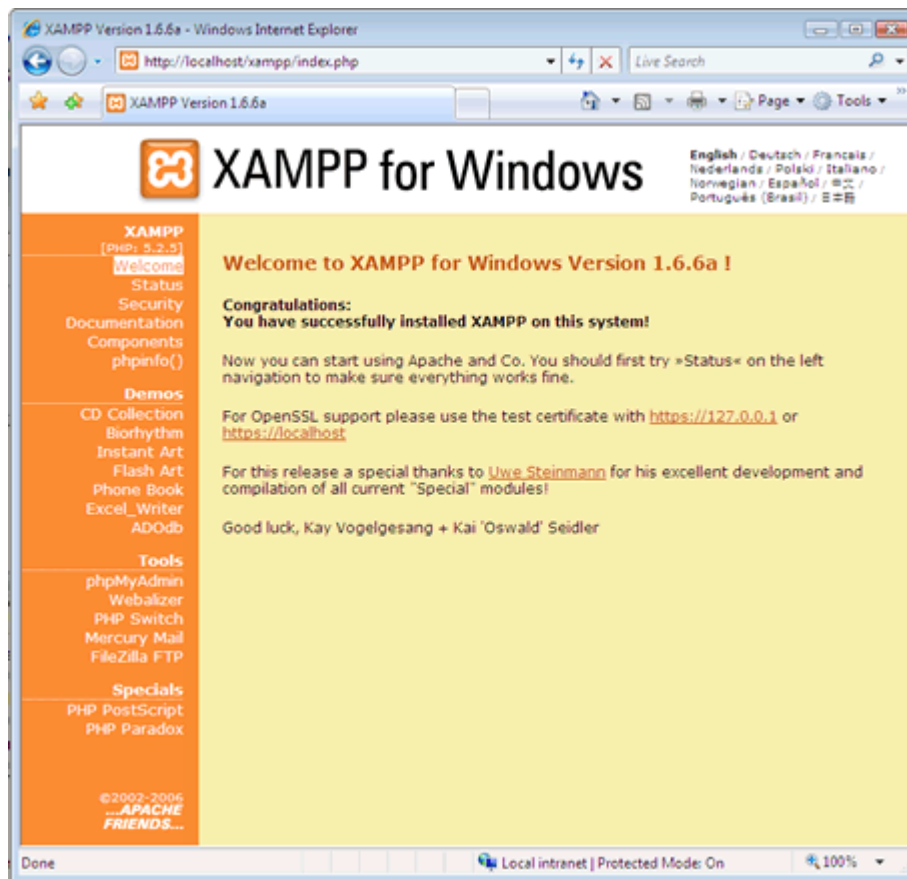 XAMPP Version 1.6.6a - Windows Internet Explorer
http://localhost/xampp/index.php
Live Search
XAMPP Version 1.6.6a
Page
Tools
XAMPP for Windows
English / Deutsch / Francais /
Nederlands / Polski / Italiano /
Norwegian / Español / 中文 /
Português (Brasil) / 日本語
XAMPP
[PHP: 5.2.5]
Welcome
Status
Security
Documentation
Components
phpinfo()
Demos
CD Collection
Biorhythm
Instant Art
Flash Art
Phone Book
Excel_Writer
ADOdb
Tools
phpMyAdmin
Webalizer
PHP Switch
Mercury Mail
FileZilla FTP
Specials
PHP PostScript
PHP Paradox
©2002-2006
...APACHE
FRIENDS...
Welcome to XAMPP for Windows Version 1.6.6a !
Congratulations:
You have successfully installed XAMPP on this system!
Now you can start using Apache and Co. You should first try »Status« on the left
navigation to make sure everything works fine.
For OpenSSL support please use the test certificate with https://127.0.0.1 or
https://localhost
For this release a special thanks to Uwe Steinmann for his excellent development and
compilation of all current "Special" modules!
Good luck, Kay Vogelgesang + Kai 'Oswald' Seidler
Done
Local intranet | Protected Mode: On
100%